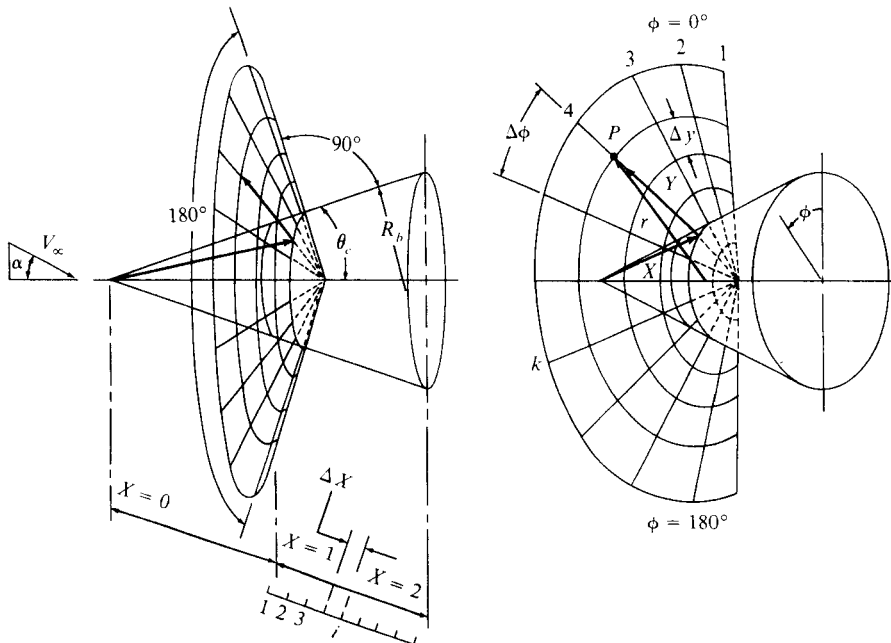 90°
180°
V∞
α
θc
Rb
X = 0
ΔX
X = 1
X = 2
1 2 3 i
ϕ = 0°
1
2
3
4
Δϕ
P
Δy
Y
r
X
ϕ
k
ϕ = 180°